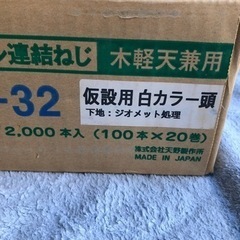 ン連結ねじ 木軽天兼用
-32 仮設用 白カラー頭
下地：ジオメット処理
2,000本入（100本×20巻）
株式会社天野製作所
MADE IN JAPAN